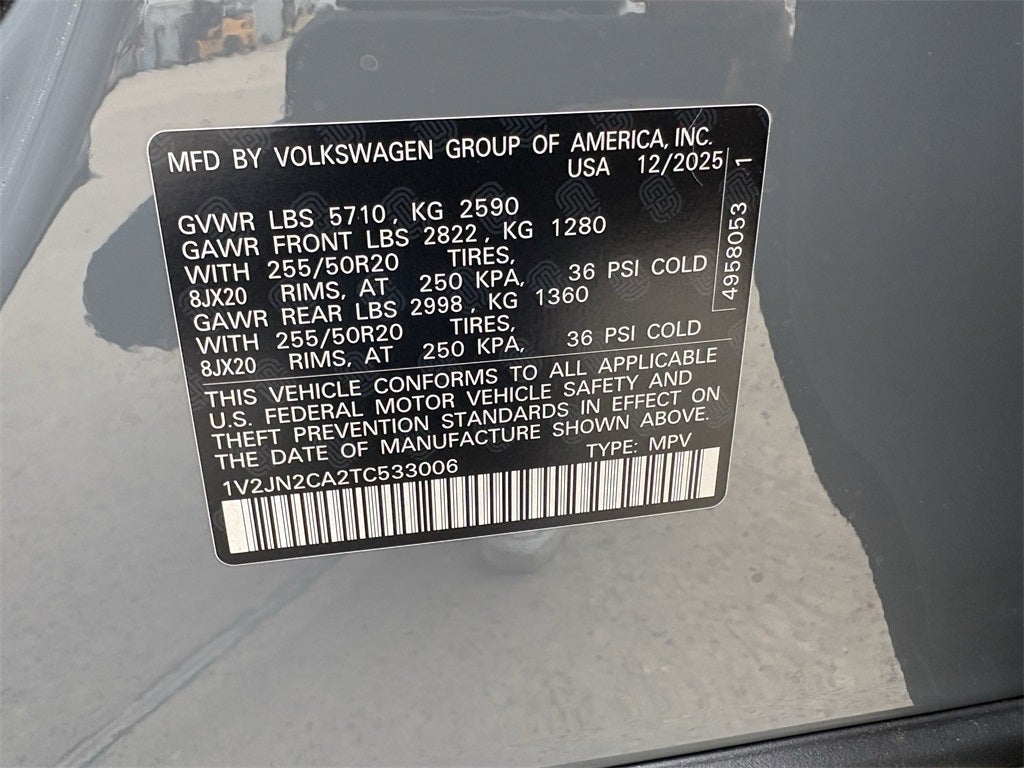 MFD BY VOLKSWAGEN GROUP OF AMERICA, INC.
USA 12/2025
GVWR LBS 5710, KG 2590
GAWR FRONT LBS 2822, KG 1280
WITH 255/50R20 TIRES,
8JX20 RIMS, AT 250 KPA, 36 PSI COLD
GAWR REAR LBS 2998, KG 1360
WITH 255/50R20 TIRES,
8JX20 RIMS, AT 250 KPA, 36 PSI COLD
THIS VEHICLE CONFORMS TO ALL APPLICABLE
U.S. FEDERAL MOTOR VEHICLE SAFETY AND
THEFT PREVENTION STANDARDS IN EFFECT ON
THE DATE OF MANUFACTURE SHOWN ABOVE.
1V2JN2CA2TC533006 TYPE: MPV
4958053 1